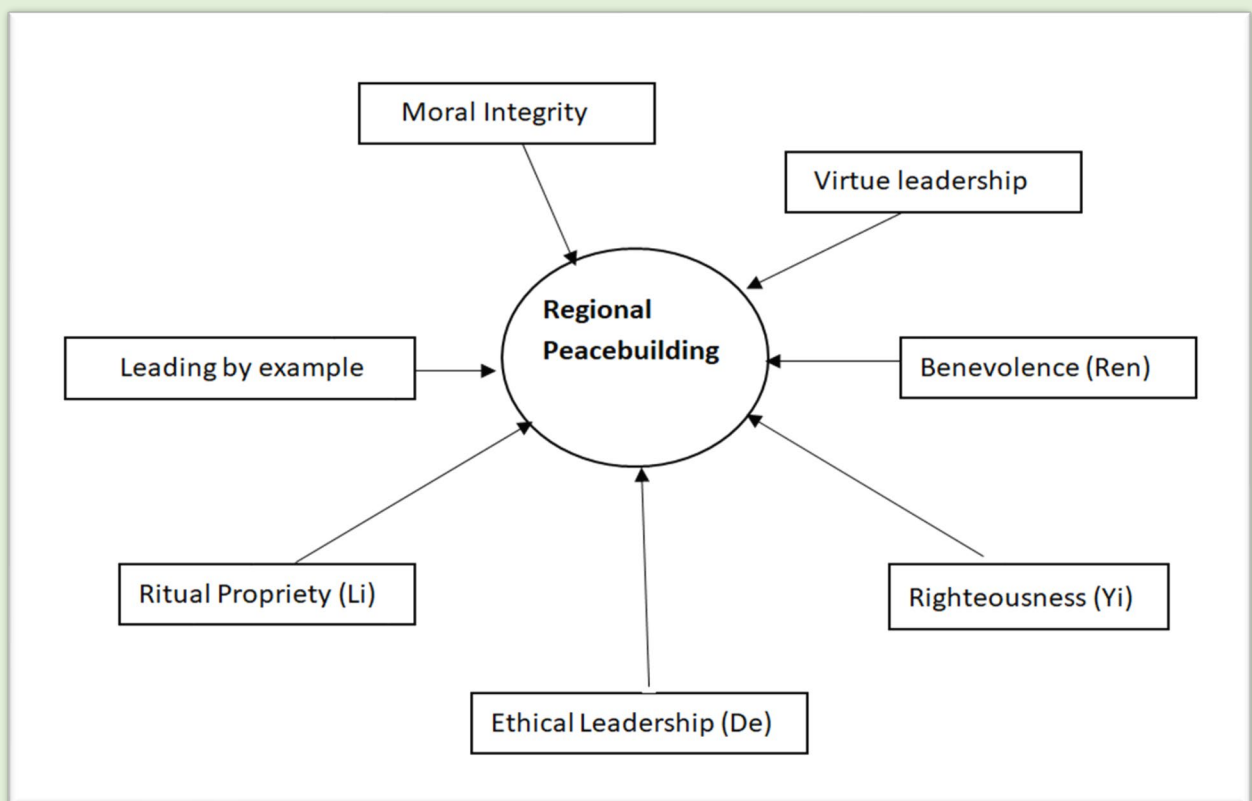 Moral Integrity
Virtue leadership
Regional
Peacebuilding
Leading by example
Benevolence (Ren)
Ritual Propriety (Li)
Righteousness (Yi)
Ethical Leadership (De)